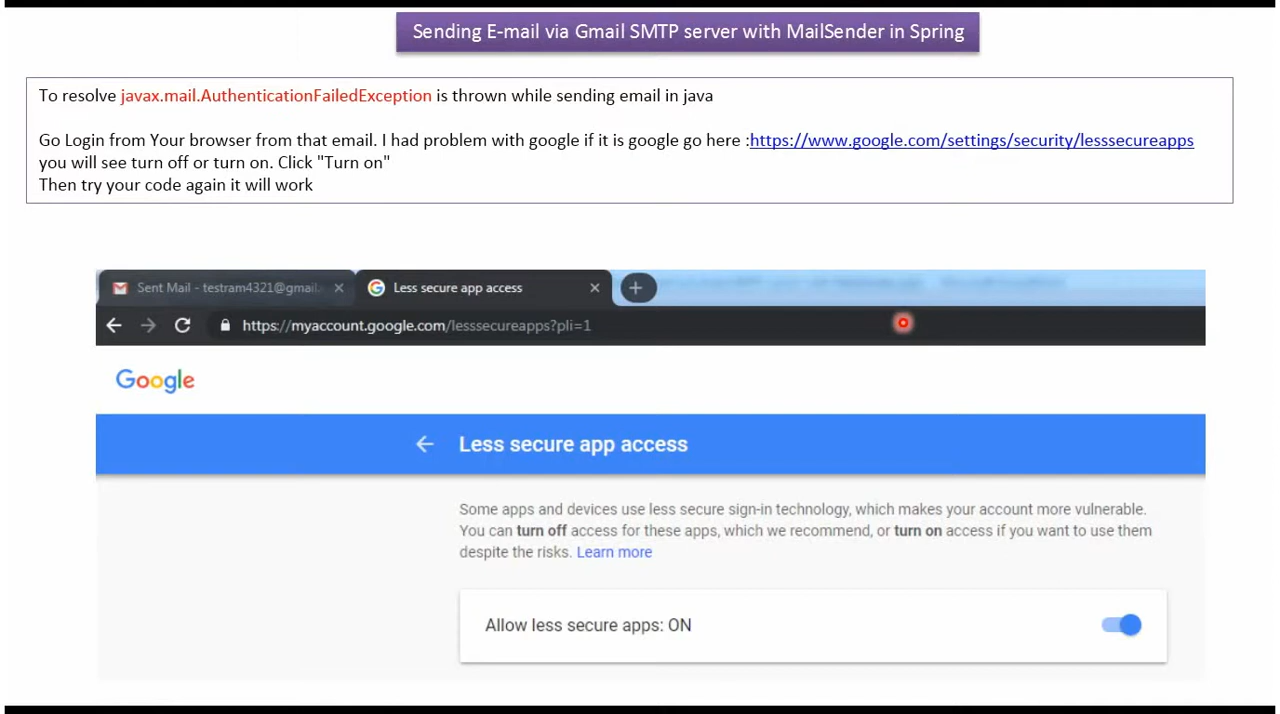 Sending E-mail via Gmail SMTP server with MailSender in Spring
To resolve javax.mail.AuthenticationFailedException is thrown while sending email in java
Go Login from Your browser from that email. I had problem with google if it is google go here :https://www.google.com/settings/security/lesssecureapps
you will see turn off or turn on. Click "Turn on"
Then try your code again it will work
Sent Mail - testram4321@gmail.
Less secure app access
https://myaccount.google.com/lesssecureapps?pli=1
Google
Less secure app access
Some apps and devices use less secure sign-in technology, which makes your account more vulnerable.
You can turn off access for these apps, which we recommend, or turn on access if you want to use them
despite the risks. Learn more
Allow less secure apps: ON